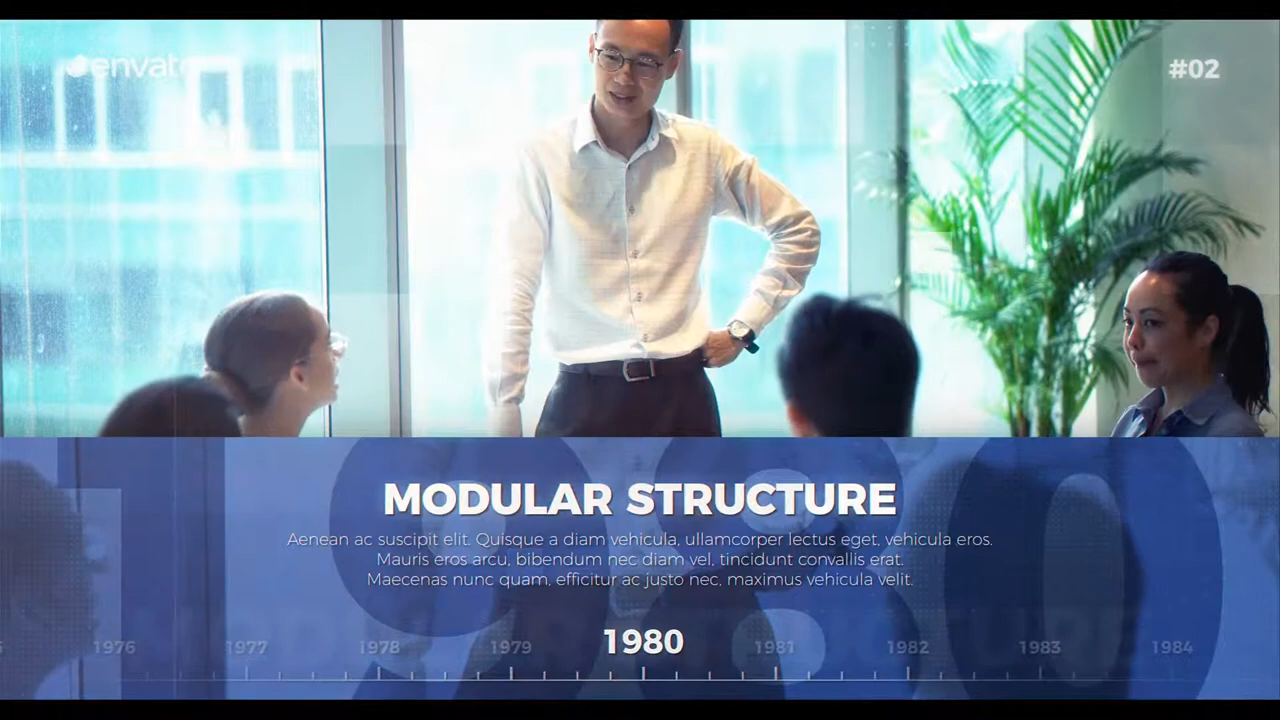 envato
#02
1980
MODULAR STRUCTURE
Aenean ac suscipit elit. Quisque a diam vehicula, ullamcorper lectus eget, vehicula eros.
Mauris eros arcu, bibendum nec diam vel, tincidunt convallis erat.
Maecenas nunc quam, efficitur ac justo nec, maximus vehicula velit.
1976 1977 1978 1979 1980 1981 1982 1983 1984